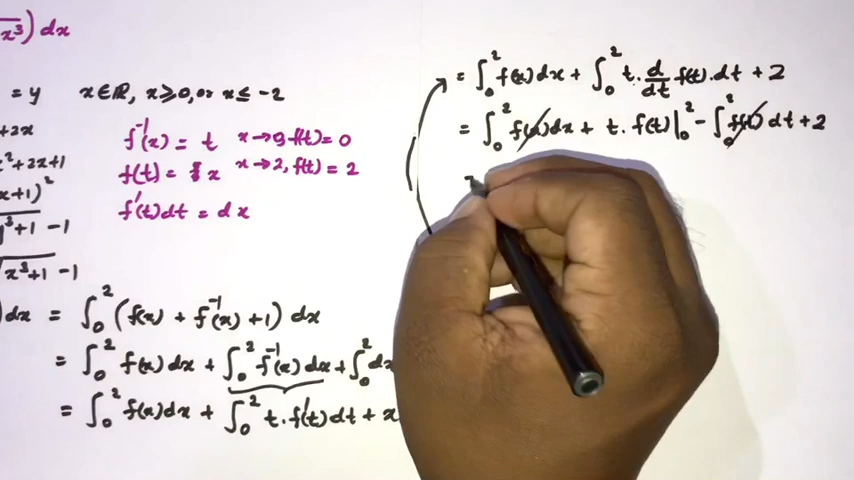 x³) dx
= y x∈ℝ, x⩾0, or x ≤ -2
+2x
x²+2x+1
x+1)²
y³+1 -1
√x³+1 -1
f⁻¹(x) = t x→0, f(t) = 0
f(t) = x x→2, f(t) = 2
f'(t)dt = dx
dx = ∫₀² (f(x) + f⁻¹(x) + 1) dx
= ∫₀² f(x) dx + ∫₀² f⁻¹(x) dx + ∫₀² dx
= ∫₀² f(x)dx + ∫₀² t. f'(t) dt + x
= ∫₀² f(x)dx + ∫₀² t. d/dt f(t). dt + 2
= ∫₀² f(x)dx + t. f(t)|₀² - ∫₀² f(t) dt + 2